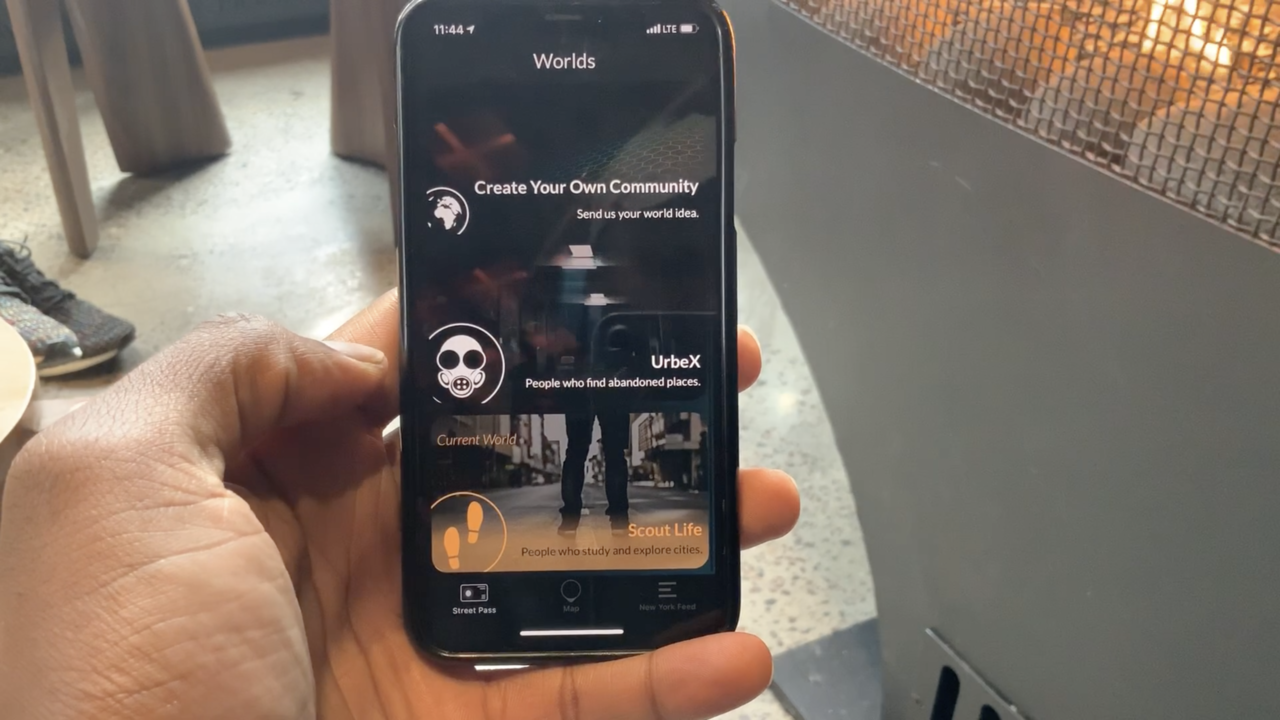 11:44
LTE
Worlds
Create Your Own Community
Send us your world idea.
UrbeX
People who find abandoned places.
Current World
Scout Life
People who study and explore cities.
Street Pass
Map
New York Feed